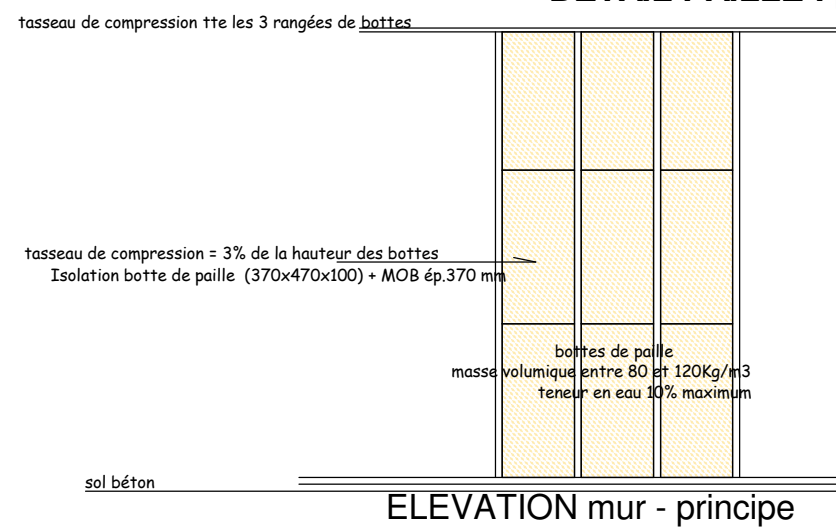 tasseau de compression tte les 3 rangées de bottes
tasseau de compression = 3% de la hauteur des bottes
Isolation botte de paille (370x470x100) + MOB ép.370 mm
bottes de paille
masse volumique entre 80 et 120Kg/m3
teneur en eau 10% maximum
sol béton
ELEVATION mur - principe